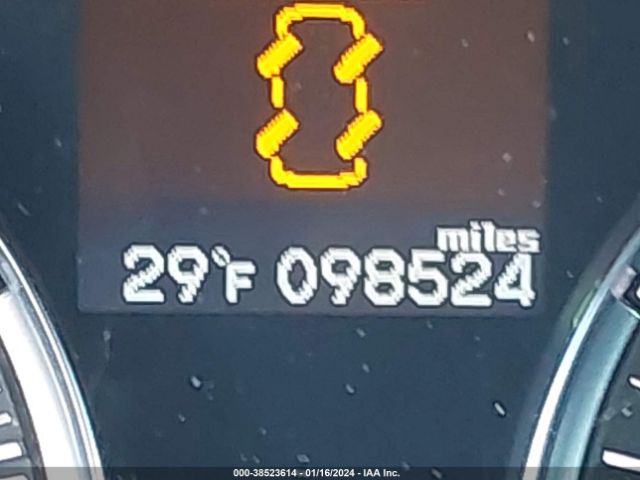 miles
29°F 098524
000-38523614 - 01/16/2024 - IAA Inc.